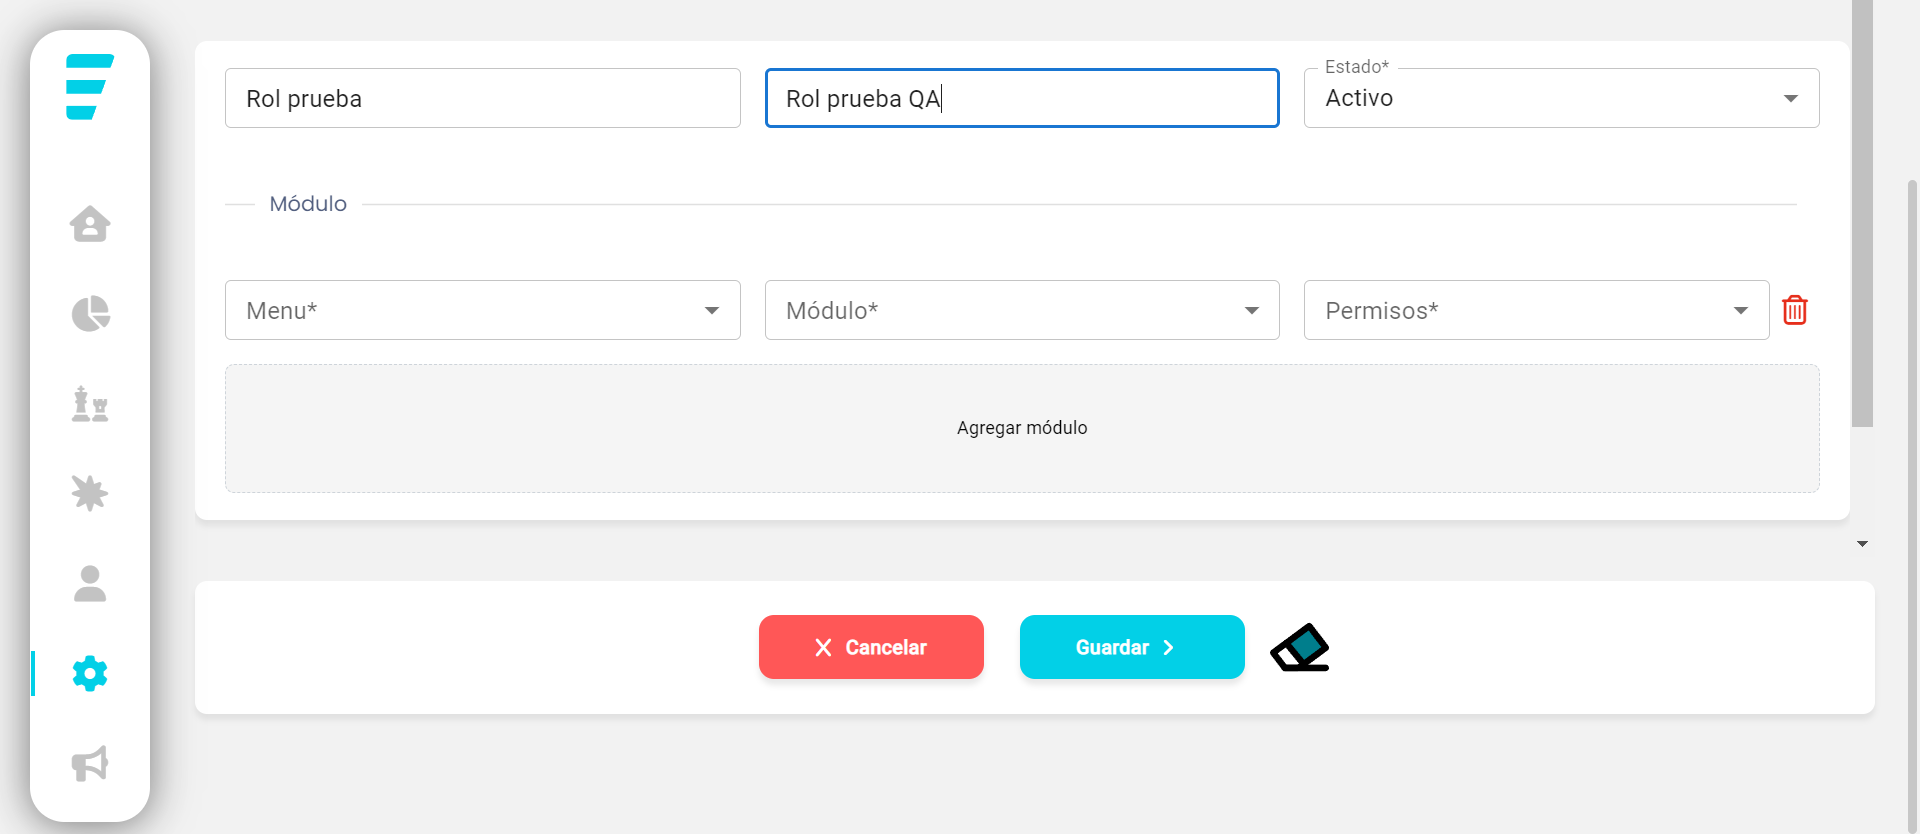 Estado*
Rol prueba
Rol prueba QA
Activo
Módulo
Menu*
Módulo*
Permisos*
Agregar módulo
Cancelar
Guardar